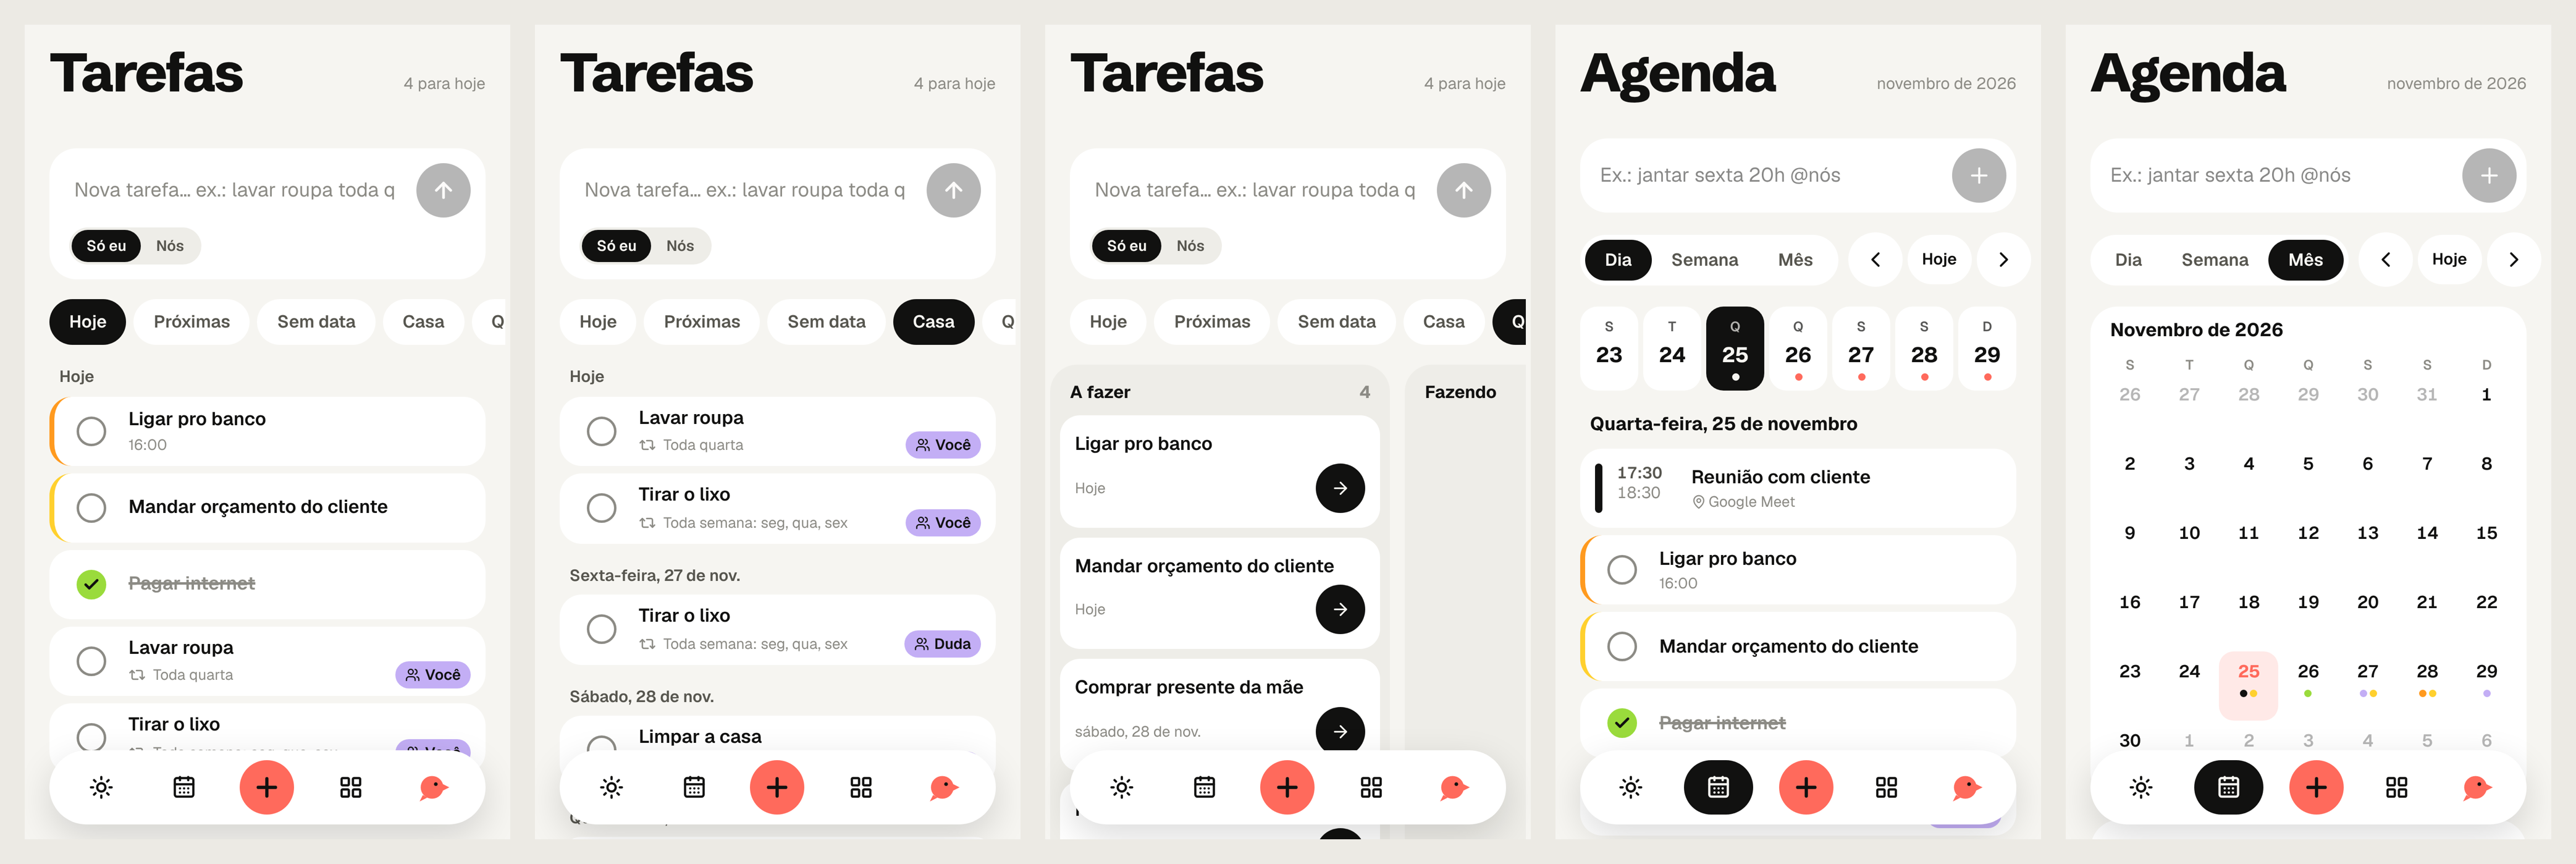 Tarefas
4 para hoje
Nova tarefa... ex.: lavar roupa toda q
Só eu Nós
Hoje Próximas Sem data Casa Q
Hoje
Ligar pro banco
16:00
Mandar orçamento do cliente
Pagar internet
Lavar roupa
Toda quarta
Você
Tirar o lixo
Toda semana: seg, qua, sex
Você
Tarefas
4 para hoje
Nova tarefa... ex.: lavar roupa toda q
Só eu Nós
Hoje Próximas Sem data Casa Q
Hoje
Lavar roupa
Toda quarta
Você
Tirar o lixo
Toda semana: seg, qua, sex
Você
Sexta-feira, 27 de nov.
Tirar o lixo
Toda semana: seg, qua, sex
Duda
Sábado, 28 de nov.
Limpar a casa
Tarefas
4 para hoje
Nova tarefa... ex.: lavar roupa toda q
Só eu Nós
Hoje Próximas Sem data Casa Q
A fazer 4
Fazendo
Ligar pro banco
Hoje
Mandar orçamento do cliente
Hoje
Comprar presente da mãe
sábado, 28 de nov.
Agenda
novembro de 2026
Ex.: jantar sexta 20h @nós
Dia Semana Mês Hoje
S T Q Q S S D
23 24 25 26 27 28 29
Quarta-feira, 25 de novembro
17:30 Reunião com cliente
18:30 Google Meet
Ligar pro banco
16:00
Mandar orçamento do cliente
Pagar internet
Agenda
novembro de 2026
Ex.: jantar sexta 20h @nós
Dia Semana Mês Hoje
Novembro de 2026
S T Q Q S S D
26 27 28 29 30 31 1
2 3 4 5 6 7 8
9 10 11 12 13 14 15
16 17 18 19 20 21 22
23 24 25 26 27 28 29
30 1 2 3 4 5 6